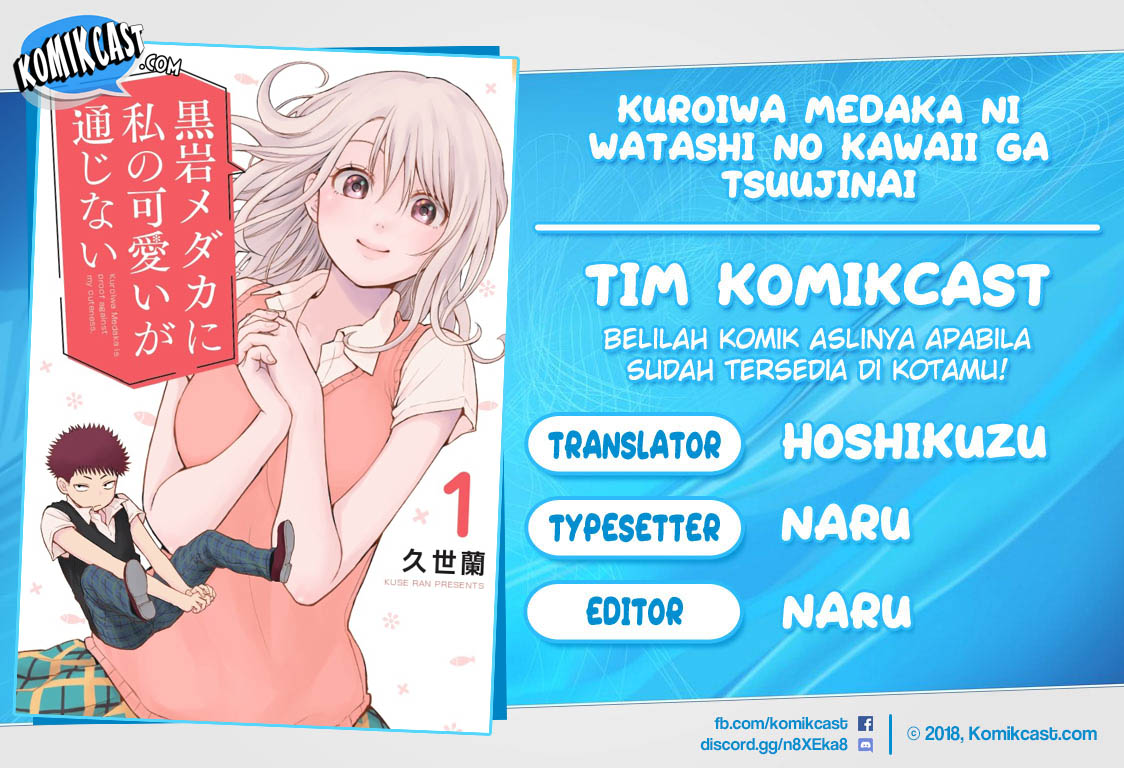 KOMIKCAST.COM
黒岩メダカに
私の可愛いが
通じない
Kuroiwa Medaka is
proof against
my cuteness.
1
久世蘭
KUSE RAN PRESENTS
KUROIWA MEDAKA NI
WATASHI NO KAWAII GA
TSUUJINAI
TIM KOMIKCAST
BELILAH KOMIK ASLINYA APABILA
SUDAH TERSEDIA DI KOTAMU!
TRANSLATOR HOSHIKUZU
TYPESETTER NARU
EDITOR NARU
fb.com/komikcast
discord.gg/n8XEka8
© 2018, Komikcast.com